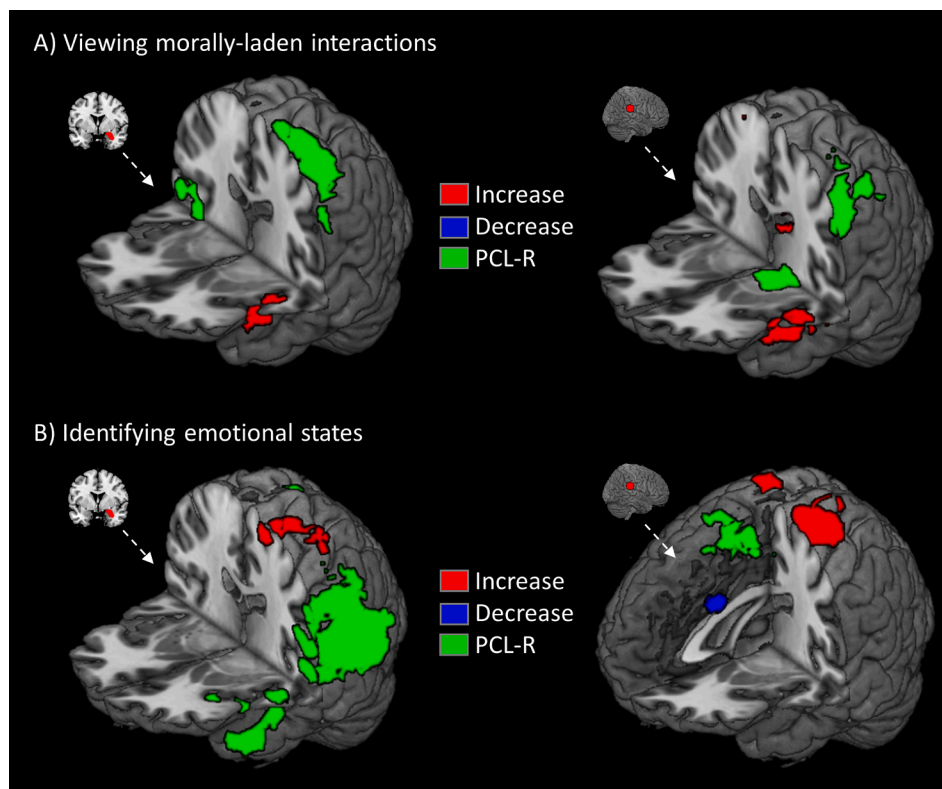 A) Viewing morally-laden interactions
Increase
Decrease
PCL-R
B) Identifying emotional states
Increase
Decrease
PCL-R